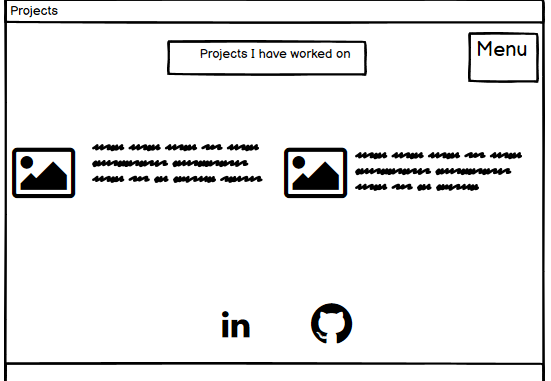 Projects
Projects I have worked on
Menu
in